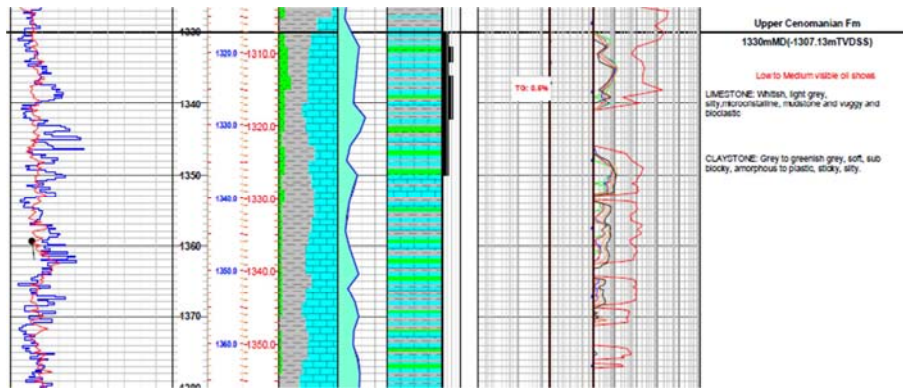 Upper Cenomanian Fm
1330mMD(-1307.13mTVDSS)
Low to Medium visible oil shows
LIMESTONE: Whitish, light grey,
silty,microcristalline, mudstone and vuggy and
bioclastic
CLAYSTONE: Grey to greenish grey, soft, sub
blocky, amorphous to plastic, sticky, silty.
TG: 0.6%
1330
1340
1350
1360
1370
1320.0
1330.0
1340.0
1350.0
1360.0
-1310.0
-1320.0
-1330.0
-1340.0
-1350.0